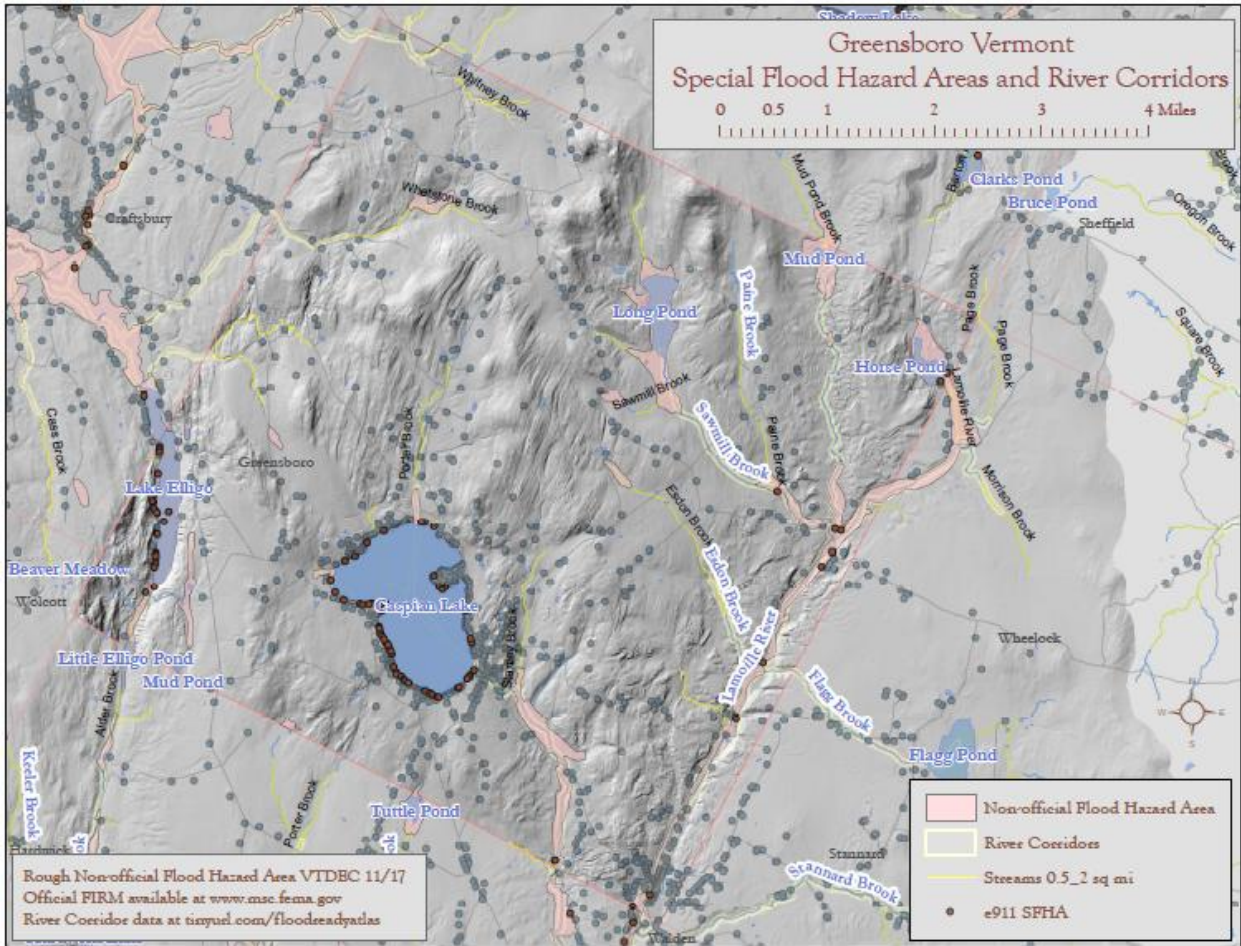 Shadow Lake
Greensboro Vermont
Special Flood Hazard Areas and River Corridors
0 0.5 1 2 3 4 Miles
Whitney Brook
Mud Pond Brook
Clarks Pond
Bruce Pond
Sheffield
Oregon Brook
Whetstone Brook
Craftsbury
Mud Pond
Paine Brook
Long Pond
Page Brook
Page Brook
Square Brook
Horse Pond
Lamoille River
Sawmill Brook
Sawmill Brook
Paine Brook
Cass Brook
Porter Brook
Greensboro
Lake Elligo
Morrison Brook
Esdon Brook
Esdon Brook
Beaver Meadow
Wolcott
Caspian Lake
Stanley Brook
Wheelock
Little Elligo Pond
Mud Pond
Lamoille River
Alder Brook
Flagg Brook
N
W E
S
Flagg Pond
Keeler Brook
Tuttle Pond
Porter Brook
Hardwick
Stannard
Stannard Brook
Walden
Non-official Flood Hazard Area
River Corridors
Streams 0.5_2 sq mi
e911 SFHA
Rough Non-official Flood Hazard Area VTDEC 11/17
Official FIRM available at www.msc.fema.gov
River Corridor data at tinyurl.com/floodreadyatlas